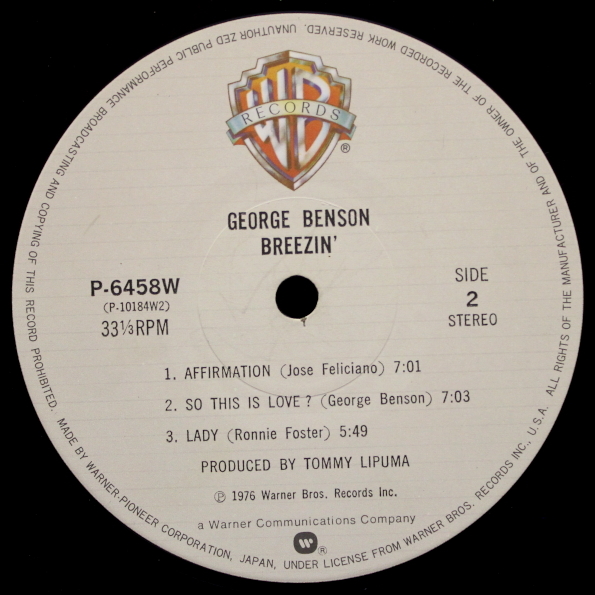 WB
RECORDS
®
GEORGE BENSON
BREEZIN'
P-6458W
(P-10184W2)
33⅓RPM
SIDE
2
STEREO
1. AFFIRMATION (Jose Feliciano) 7:01
2. SO THIS IS LOVE? (George Benson) 7:03
3. LADY (Ronnie Foster) 5:49
PRODUCED BY TOMMY LIPUMA
Ⓟ 1976 Warner Bros. Records Inc.
a Warner Communications Company
®
MADE BY WARNER-PIONEER CORPORATION, JAPAN, UNDER LICENSE FROM WARNER BROS. RECORDS INC., U.S.A. ALL RIGHTS OF THE MANUFACTURER AND OF THE OWNER OF THE RECORDED WORK RESERVED. UNAUTHORIZED PUBLIC PERFORMANCE BROADCASTING AND COPYING OF THIS RECORD PROHIBITED.